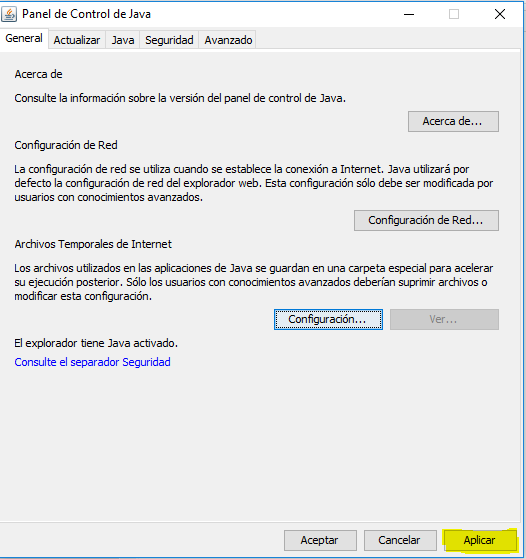 Panel de Control de Java
General Actualizar Java Seguridad Avanzado
Acerca de
Consulte la información sobre la versión del panel de control de Java.
Acerca de...
Configuración de Red
La configuración de red se utiliza cuando se establece la conexión a Internet. Java utilizará por
defecto la configuración de red del explorador web. Esta configuración sólo debe ser modificada por
usuarios con conocimientos avanzados.
Configuración de Red...
Archivos Temporales de Internet
Los archivos utilizados en las aplicaciones de Java se guardan en una carpeta especial para acelerar
su ejecución posterior. Sólo los usuarios con conocimientos avanzados deberían suprimir archivos o
modificar esta configuración.
Configuración... Ver...
El explorador tiene Java activado.
Consulte el separador Seguridad
Aceptar Cancelar Aplicar